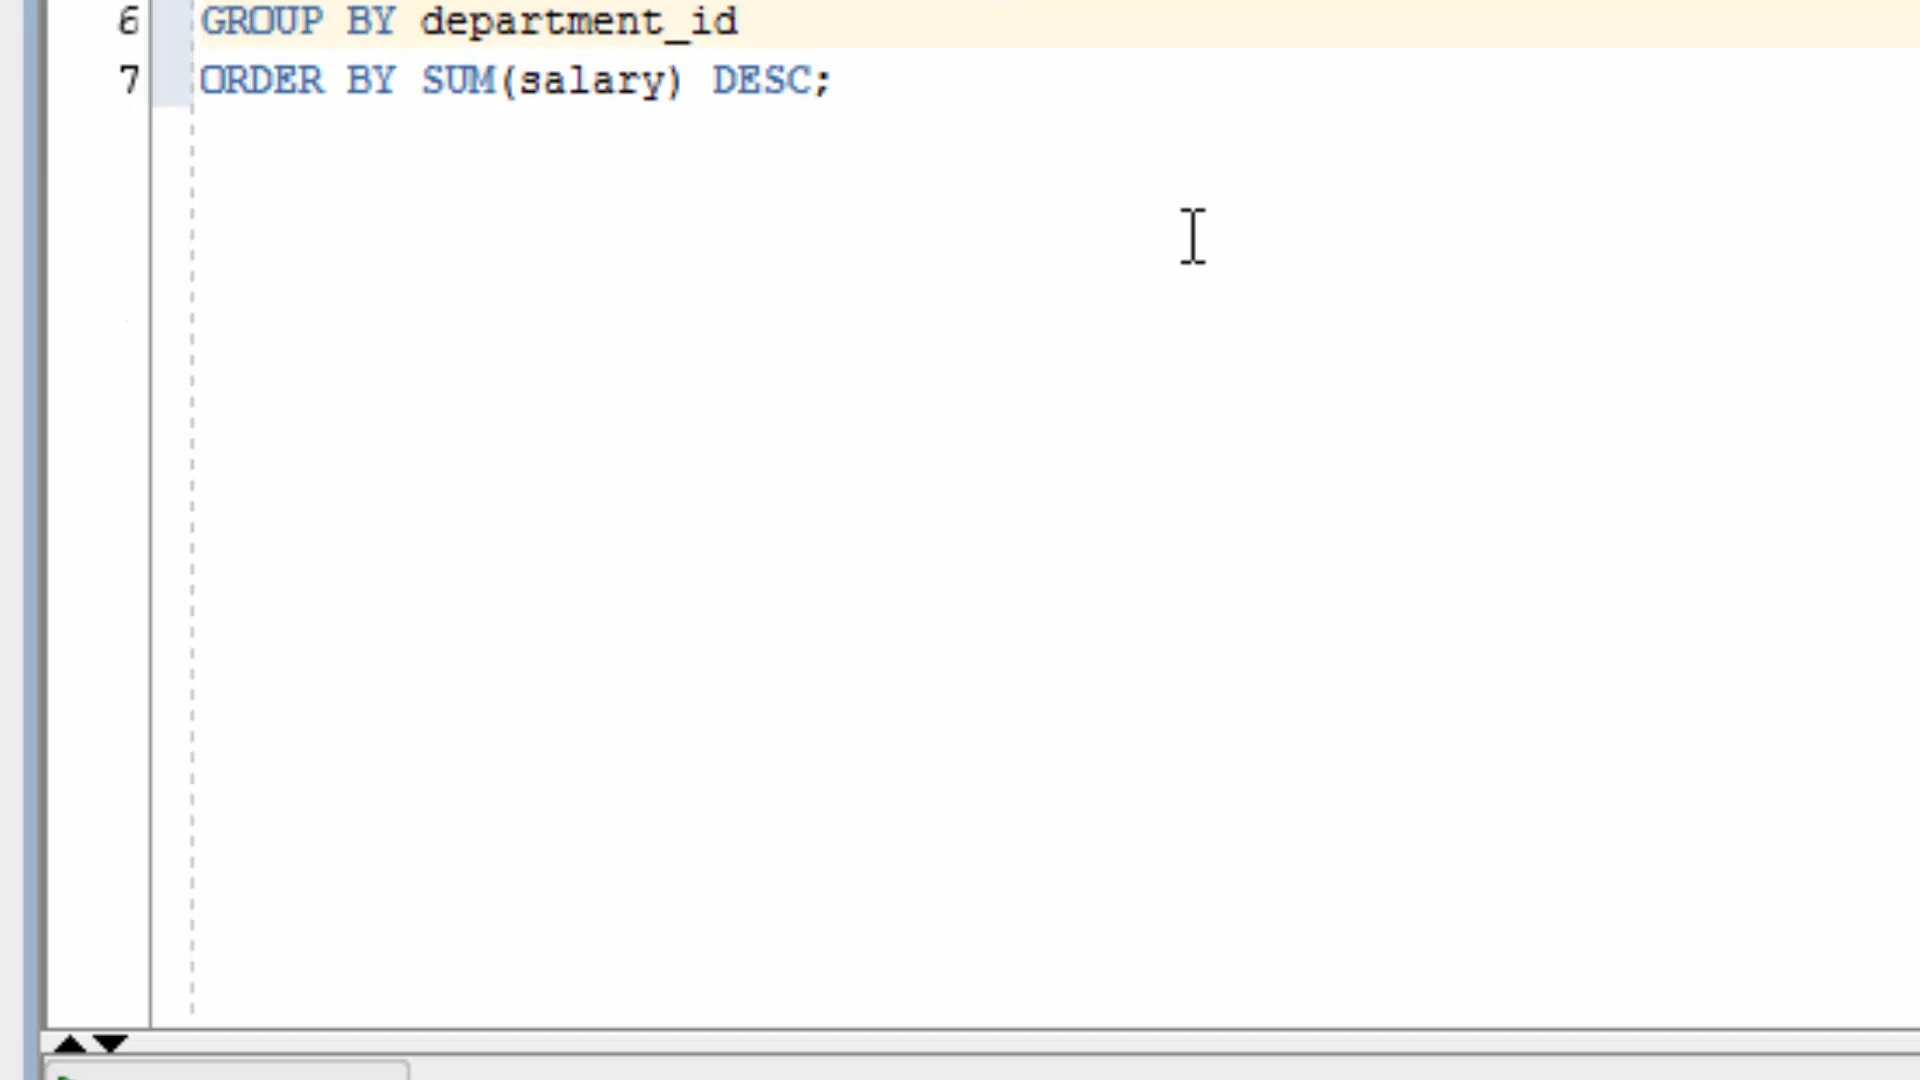 6 GROUP BY department_id
7 ORDER BY SUM(salary) DESC;